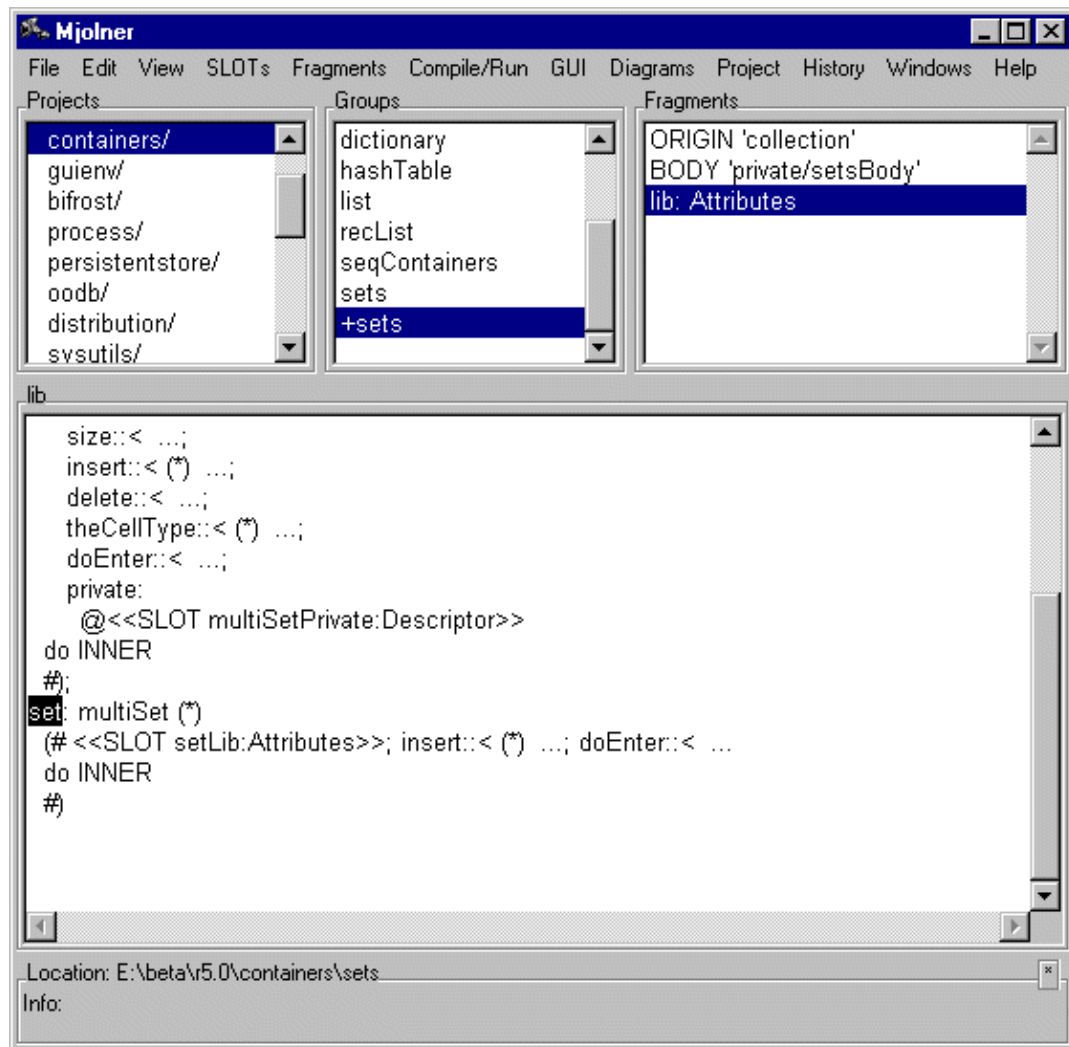 Mjolner
File Edit View SLOTs Fragments Compile/Run GUI Diagrams Project History Windows Help
Projects
containers/
guienv/
bifrost/
process/
persistentstore/
oodb/
distribution/
sysutils/
Groups
dictionary
hashTable
list
recList
seqContainers
sets
+sets
Fragments
ORIGIN 'collection'
BODY 'private/setsBody'
lib: Attributes
lib
size::< ...;
insert::< (*) ...;
delete::< ...;
theCellType::< (*) ...;
doEnter::< ...;
private:
@<<SLOT multiSetPrivate:Descriptor>>
do INNER
#);
set: multiSet (*)
(# <<SLOT setLib:Attributes>>; insert::< (*) ...; doEnter::< ...
do INNER
#)
Location: E:\beta\r5.0\containers\sets
Info: